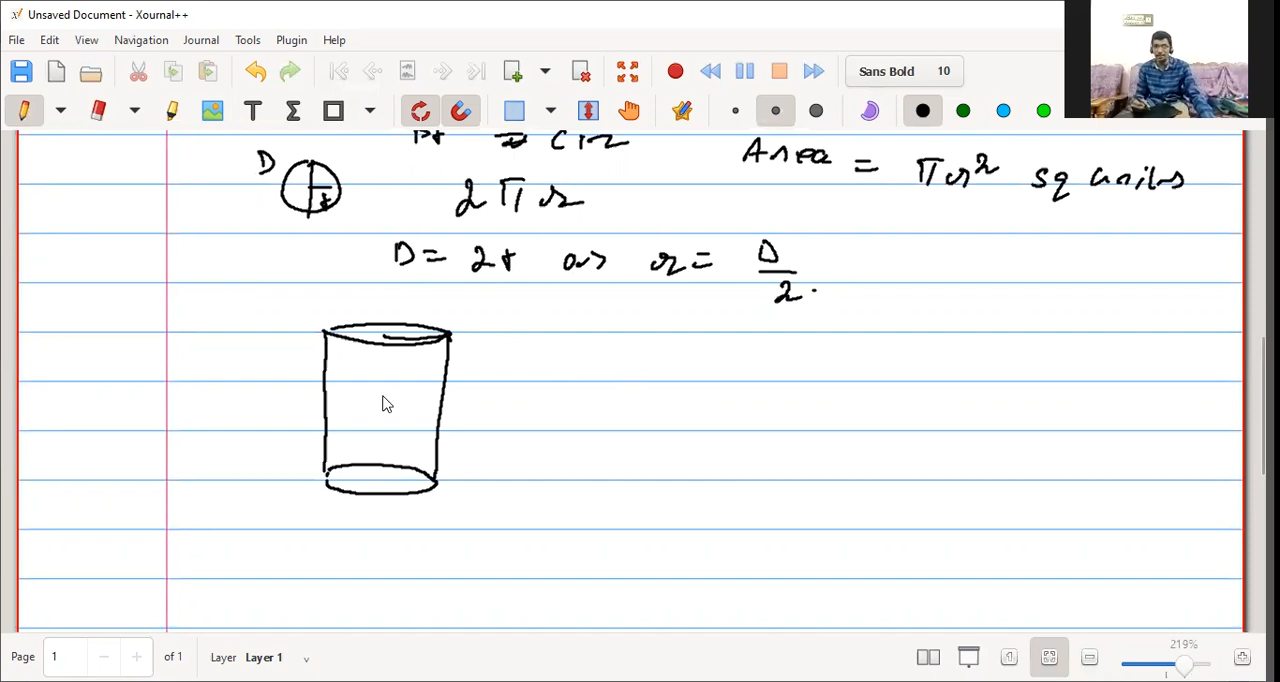 Unsaved Document - Xournal++
File Edit View Navigation Journal Tools Plugin Help
Sans Bold 10
D
r
2πr
Area = πr² sq units
D = 2r or r = D/2.
Page 1 of 1 Layer Layer 1
219%